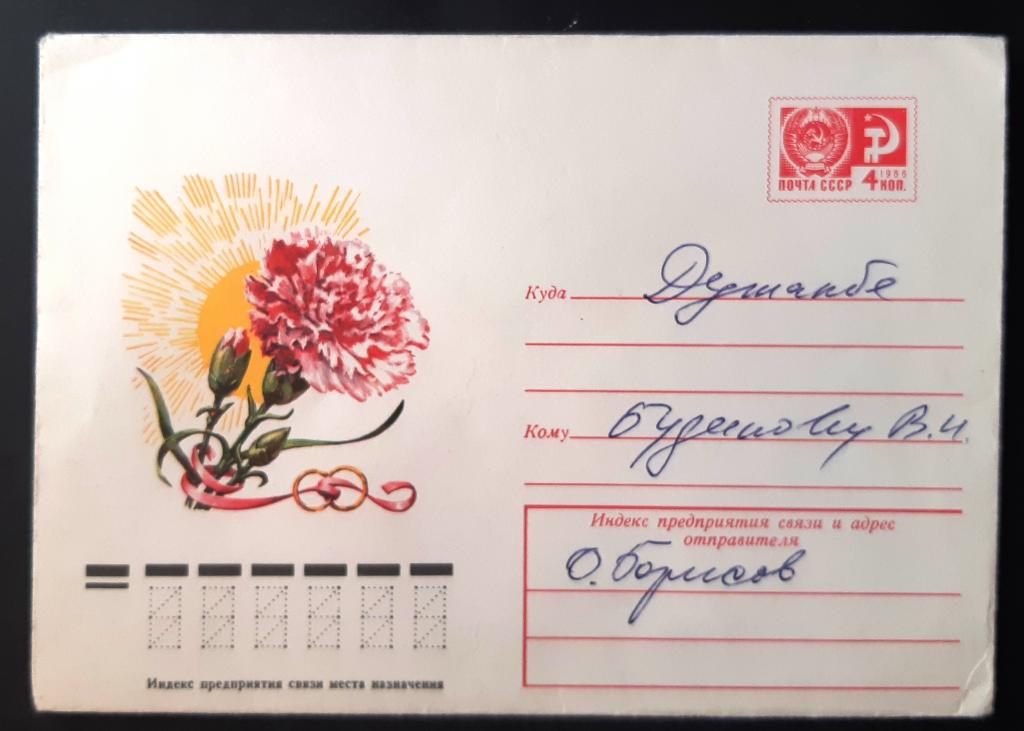 ПОЧТА СССР 4 1966 КОП.
Куда Душанбе
Кому В.И.
Индекс предприятия связи и адрес
отправителя
О. Борисов
Индекс предприятия связи места назначения